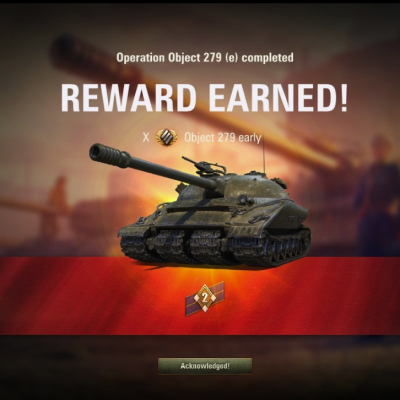 Operation Object 279 (e) completed
REWARD EARNED!
X Object 279 early
2
Acknowledged!